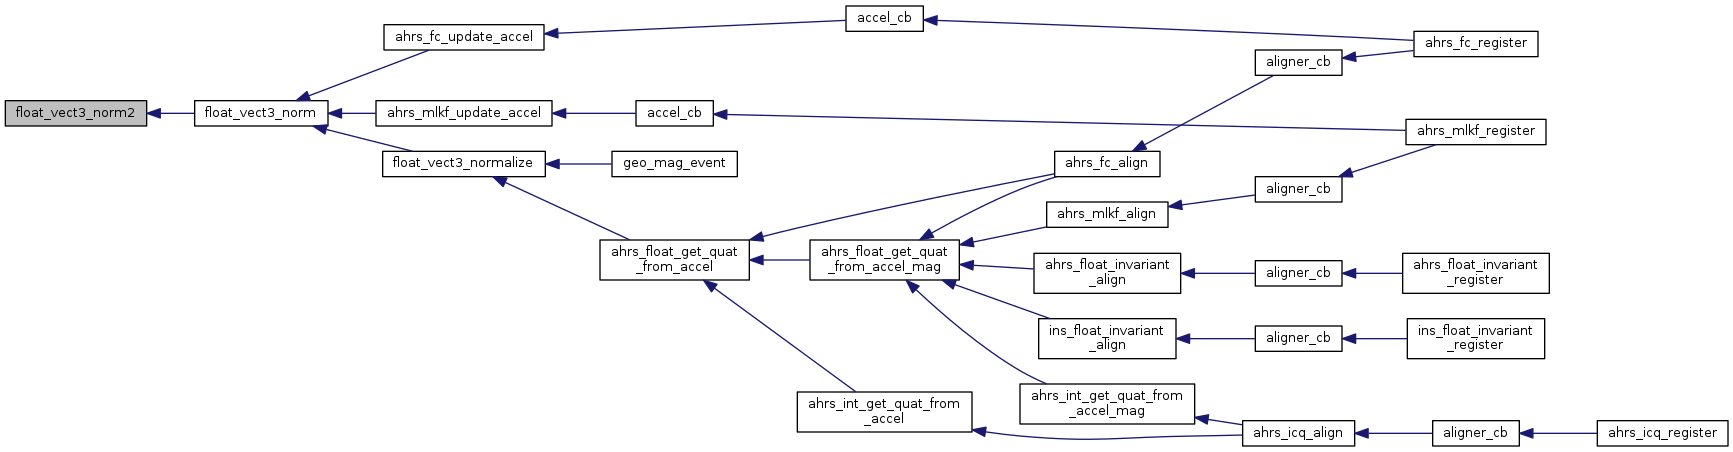 float_vect3_norm2
float_vect3_norm
ahrs_fc_update_accel
accel_cb
ahrs_fc_register
aligner_cb
ahrs_mlkf_update_accel
accel_cb
ahrs_mlkf_register
float_vect3_normalize
geo_mag_event
ahrs_fc_align
aligner_cb
ahrs_mlkf_align
ahrs_float_get_quat
_from_accel
ahrs_float_get_quat
_from_accel_mag
ahrs_float_invariant
_align
aligner_cb
ahrs_float_invariant
_register
ins_float_invariant
_align
aligner_cb
ins_float_invariant
_register
ahrs_int_get_quat_from
_accel
ahrs_int_get_quat_from
_accel_mag
ahrs_icq_align
aligner_cb
ahrs_icq_register